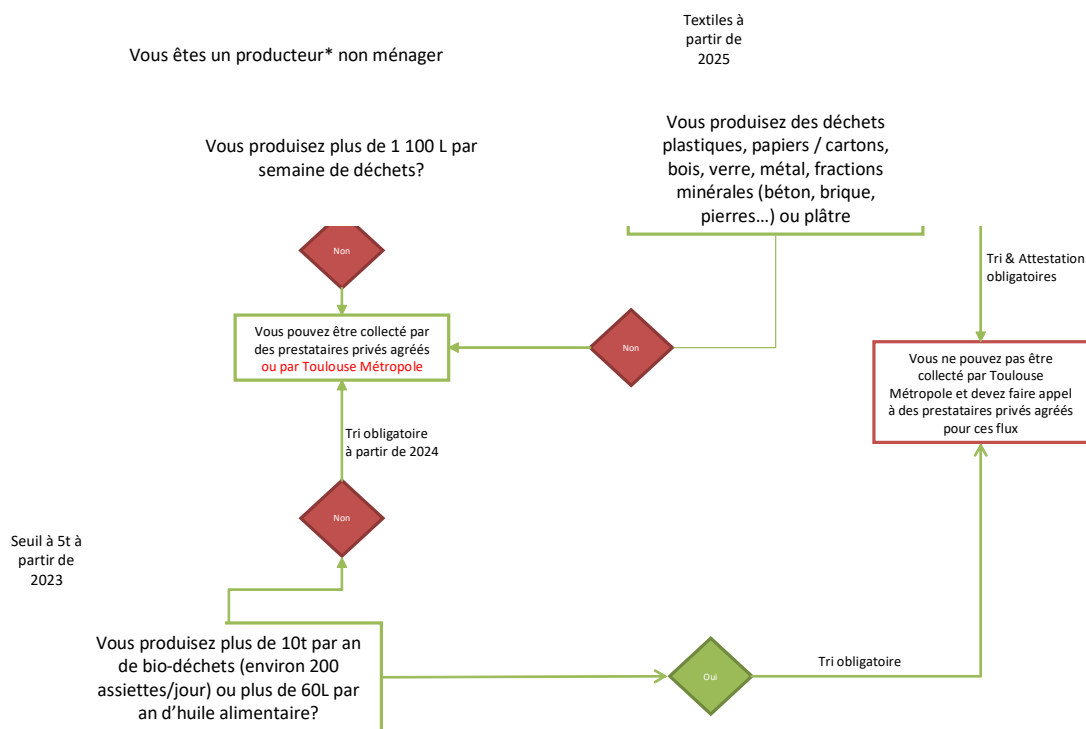 Textiles à
partir de
2025
Vous êtes un producteur* non ménager
Vous produisez plus de 1 100 L par
semaine de déchets?
Vous produisez des déchets
plastiques, papiers / cartons,
bois, verre, métal, fractions
minérales (béton, brique,
pierres…) ou plâtre
Non
Tri & Attestation
obligatoires
Vous pouvez être collecté par
des prestataires privés agréés
ou par Toulouse Métropole
Non
Vous ne pouvez pas être
collecté par Toulouse
Métropole et devez faire appel
à des prestataires privés agréés
pour ces flux
Tri obligatoire
à partir de 2024
Non
Seuil à 5t à
partir de
2023
Vous produisez plus de 10t par an
de bio-déchets (environ 200
assiettes/jour) ou plus de 60L par
an d’huile alimentaire?
Oui
Tri obligatoire